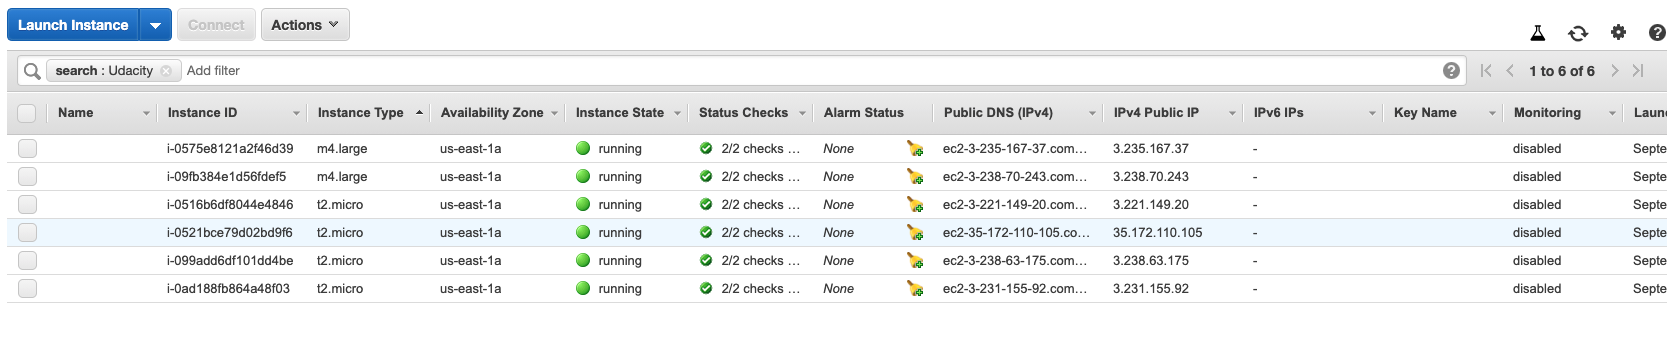 Launch Instance Connect Actions
search : Udacity Add filter ? 1 to 6 of 6 ?
Name Instance ID Instance Type Availability Zone Instance State Status Checks Alarm Status Public DNS (IPv4) IPv4 Public IP IPv6 IPs Key Name Monitoring Laun
i-0575e8121a2f46d39 m4.large us-east-1a running 2/2 checks ... None ec2-3-235-167-37.com... 3.235.167.37 - disabled Septe
i-09fb384e1d56fdef5 m4.large us-east-1a running 2/2 checks ... None ec2-3-238-70-243.com... 3.238.70.243 - disabled Septe
i-0516b6df8044e4846 t2.micro us-east-1a running 2/2 checks ... None ec2-3-221-149-20.com... 3.221.149.20 - disabled Septe
i-0521bce79d02bd9f6 t2.micro us-east-1a running 2/2 checks ... None ec2-35-172-110-105.co... 35.172.110.105 - disabled Septe
i-099add6df101dd4be t2.micro us-east-1a running 2/2 checks ... None ec2-3-238-63-175.com... 3.238.63.175 - disabled Septe
i-0ad188fb864a48f03 t2.micro us-east-1a running 2/2 checks ... None ec2-3-231-155-92.com... 3.231.155.92 - disabled Septe